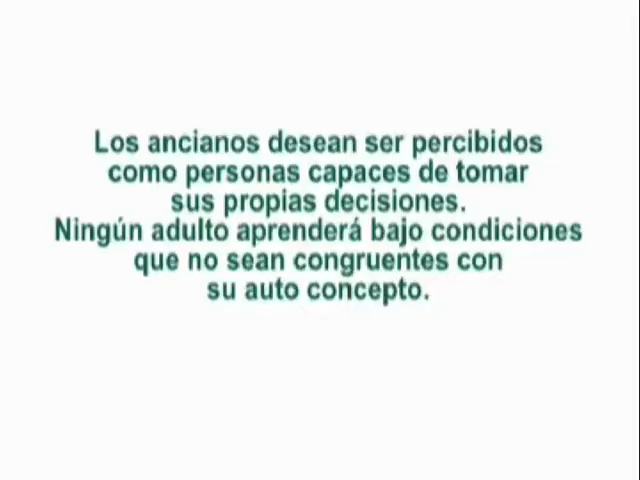 Los ancianos desean ser percibidos
como personas capaces de tomar
sus propias decisiones.
Ningún adulto aprenderá bajo condiciones
que no sean congruentes con
su auto concepto.